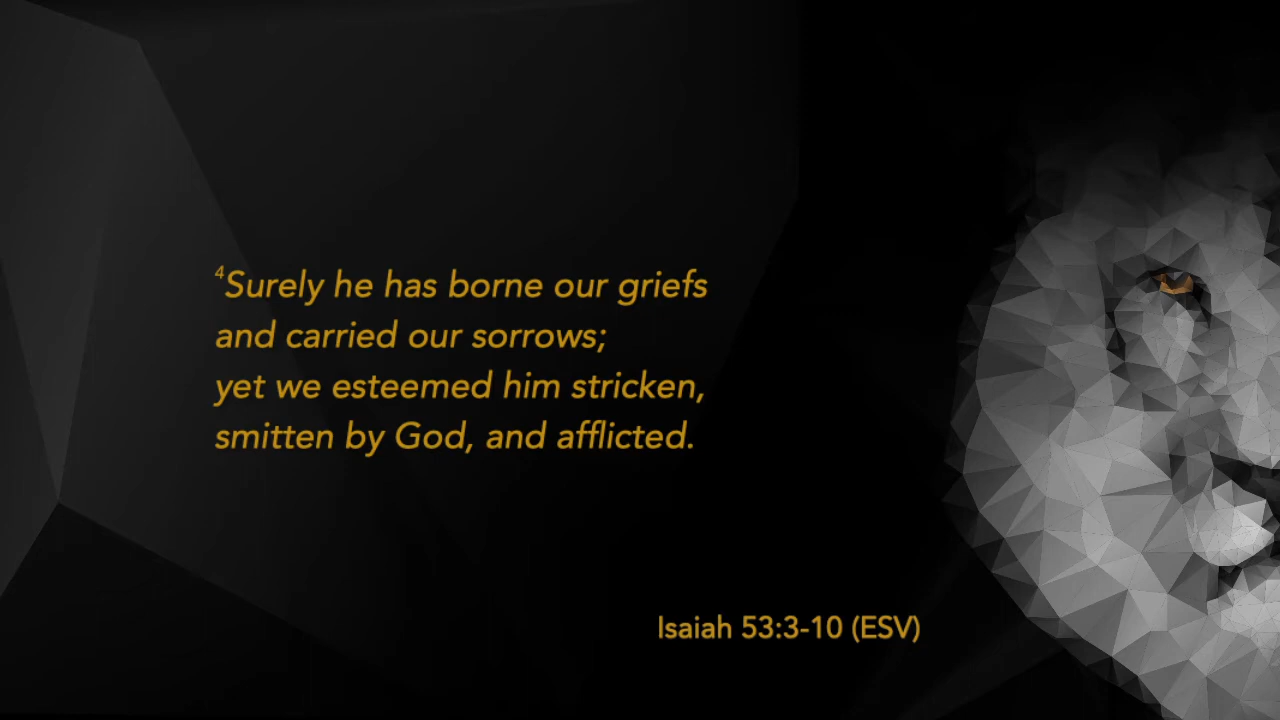 4Surely he has borne our griefs
and carried our sorrows;
yet we esteemed him stricken,
smitten by God, and afflicted.
Isaiah 53:3-10 (ESV)